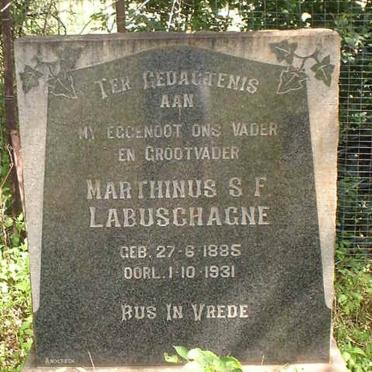 TER GEDAGTENIS
AAN
MY EGGENOOT ONS VADER
EN GROOTVADER
MARTHINUS S.F.
LABUSCHAGNE
GEB. 27-6-1885
OORL. 1-10-1931
RUS IN VREDE